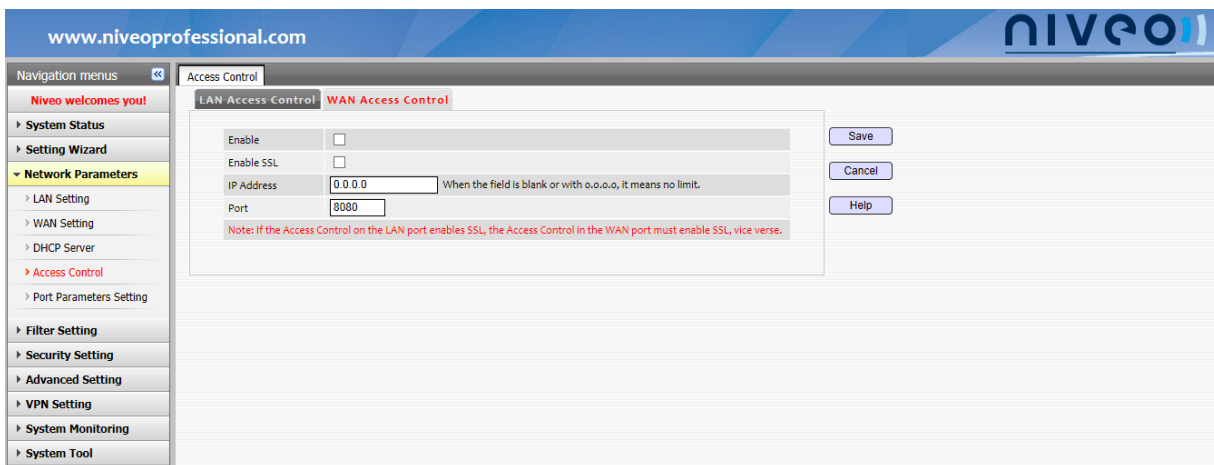 www.niveoprofessional.com
niveo
Navigation menus
Niveo welcomes you!
System Status
Setting Wizard
Network Parameters
LAN Setting
WAN Setting
DHCP Server
Access Control
Port Parameters Setting
Filter Setting
Security Setting
Advanced Setting
VPN Setting
System Monitoring
System Tool
Access Control
LAN Access Control WAN Access Control
Enable
Enable SSL
IP Address 0.0.0.0 When the field is blank or with 0.0.0.0, it means no limit.
Port 8080
Note: If the Access Control on the LAN port enables SSL, the Access Control in the WAN port must enable SSL, vice verse.
Save
Cancel
Help